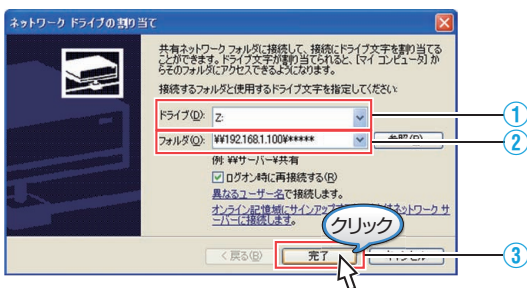 ネットワーク ドライブの割り当て
共有ネットワーク フォルダに接続して、接続にドライブ文字を割り当てる
ことができます。ドライブ文字が割り当てられると、[マイ コンピュータ] か
らそのフォルダにアクセスできるようになります。
接続するフォルダと使用するドライブ文字を指定してください:
ドライブ(D): Z: ①
フォルダ(O): ¥¥192.168.1.100¥***** 参照(R) ②
例: ¥¥サーバー¥共有
ログオン時に再接続する(R)
異なるユーザー名で接続します。
オンライン記憶域にサインアップ はネットワーク サ
ーバーに接続します。
クリック
< 戻る(B) 完了 キャンセル ③